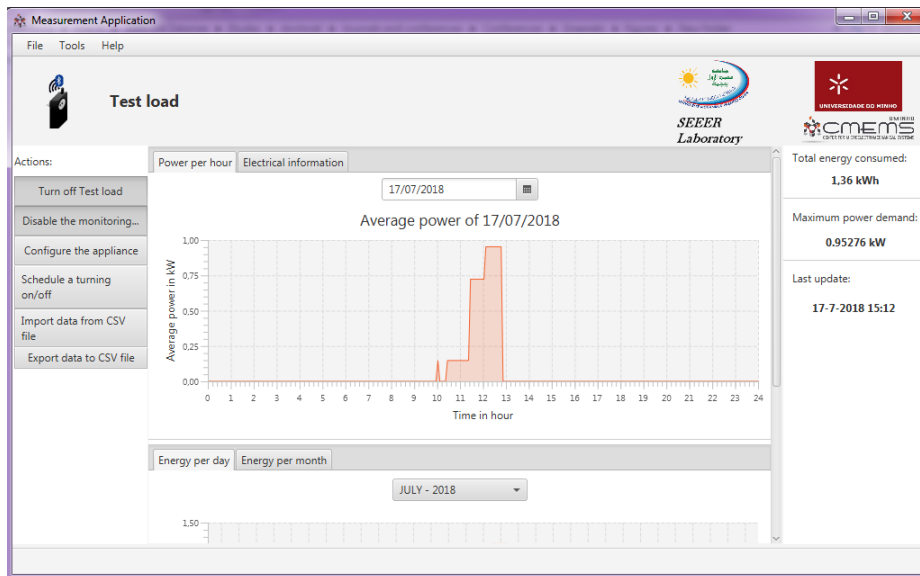 Measurement Application
File Tools Help
Test load
SEEER
Laboratory
UNIVERSIDADE DO MINHO
UMINHO
CMEMS
Actions:
Turn off Test load
Disable the monitoring...
Configure the appliance
Schedule a turning
on/off
Import data from CSV
file
Export data to CSV file
Power per hour Electrical information
17/07/2018
Average power of 17/07/2018
Average power in kW
1,00
0,75
0,50
0,25
0,00
0 1 2 3 4 5 6 7 8 9 10 11 12 13 14 15 16 17 18 19 20 21 22 23 24
Time in hour
Energy per day Energy per month
JULY - 2018
1,50
Total energy consumed:
1,36 kWh
Maximum power demand:
0.95276 kW
Last update:
17-7-2018 15:12